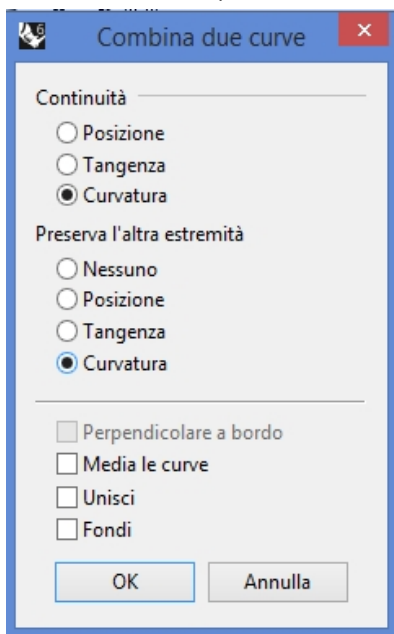 Combina due curve
Continuità
Posizione
Tangenza
Curvatura
Preserva l'altra estremità
Nessuno
Posizione
Tangenza
Curvatura
Perpendicolare a bordo
Media le curve
Unisci
Fondi
OK Annulla